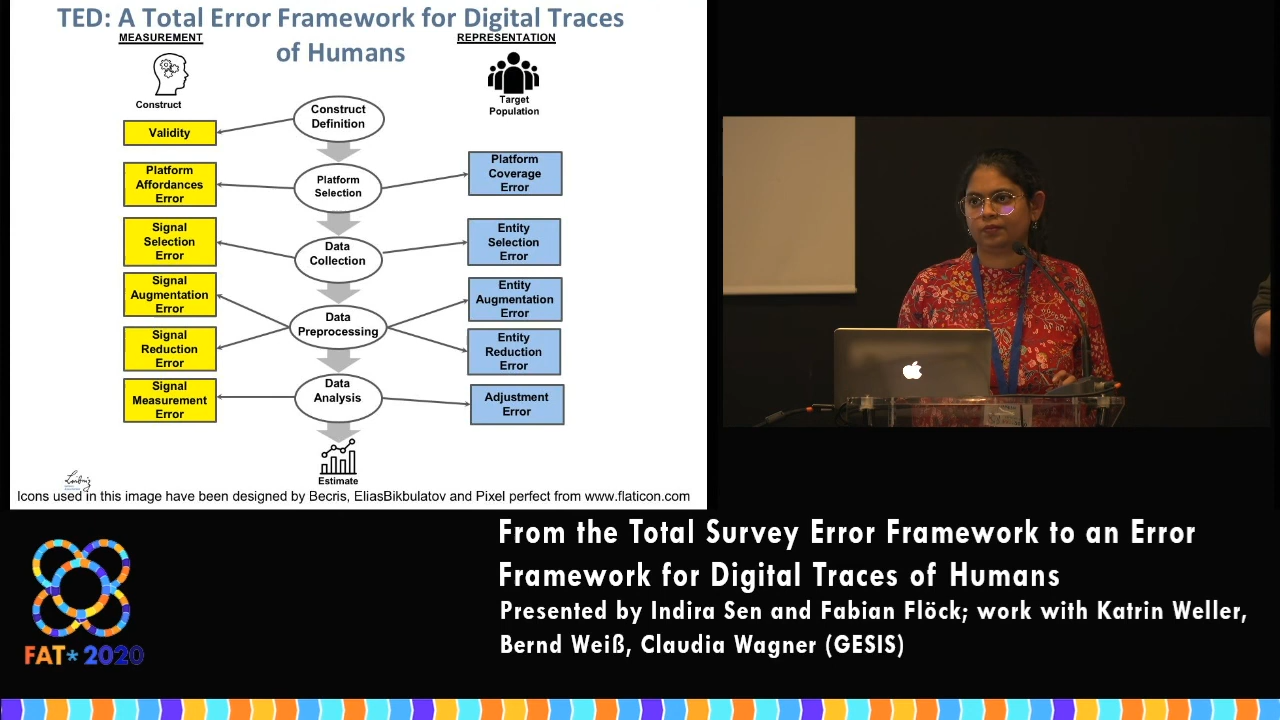 TED: A Total Error Framework for Digital Traces
of Humans
MEASUREMENT
REPRESENTATION
Construct
Target
Population
Construct
Definition
Validity
Platform
Affordances
Error
Platform
Selection
Platform
Coverage
Error
Signal
Selection
Error
Data
Collection
Entity
Selection
Error
Signal
Augmentation
Error
Data
Preprocessing
Entity
Augmentation
Error
Signal
Reduction
Error
Entity
Reduction
Error
Signal
Measurement
Error
Data
Analysis
Adjustment
Error
Estimate
Icons used in this image have been designed by Becris, EliasBikbulatov and Pixel perfect from www.flaticon.com
From the Total Survey Error Framework to an Error
Framework for Digital Traces of Humans
Presented by Indira Sen and Fabian Flöck; work with Katrin Weller,
Bernd Weiß, Claudia Wagner (GESIS)
FAT* 2020